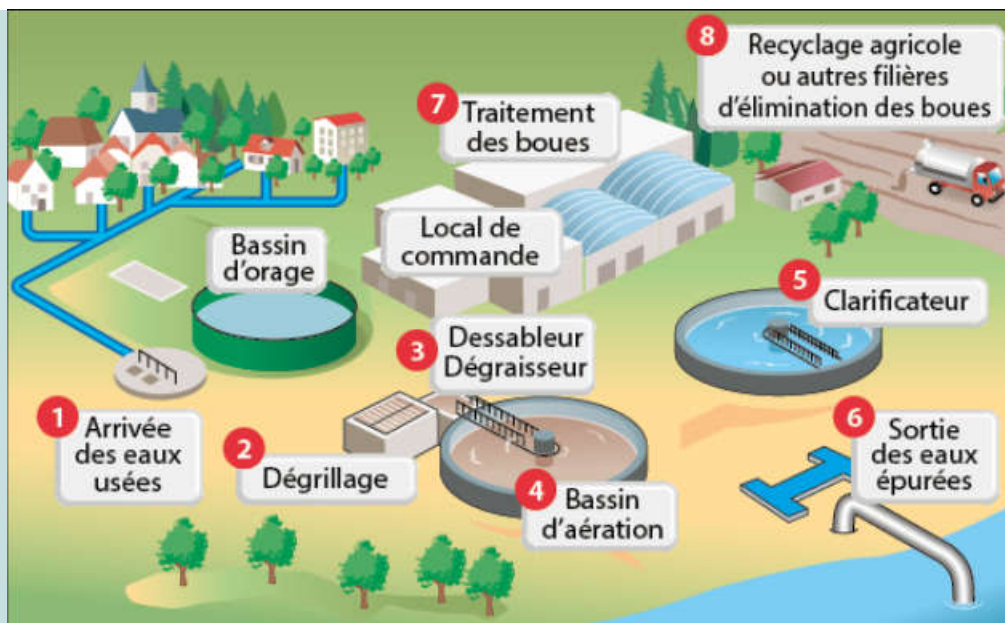 1
Arrivée
des eaux
usées
2
Dégrillage
3
Dessableur
Dégraisseur
4
Bassin
d'aération
5
Clarificateur
6
Sortie
des eaux
épurées
7
Traitement
des boues
8
Recyclage agricole
ou autres filières
d'élimination des boues
Bassin
d'orage
Local de
commande